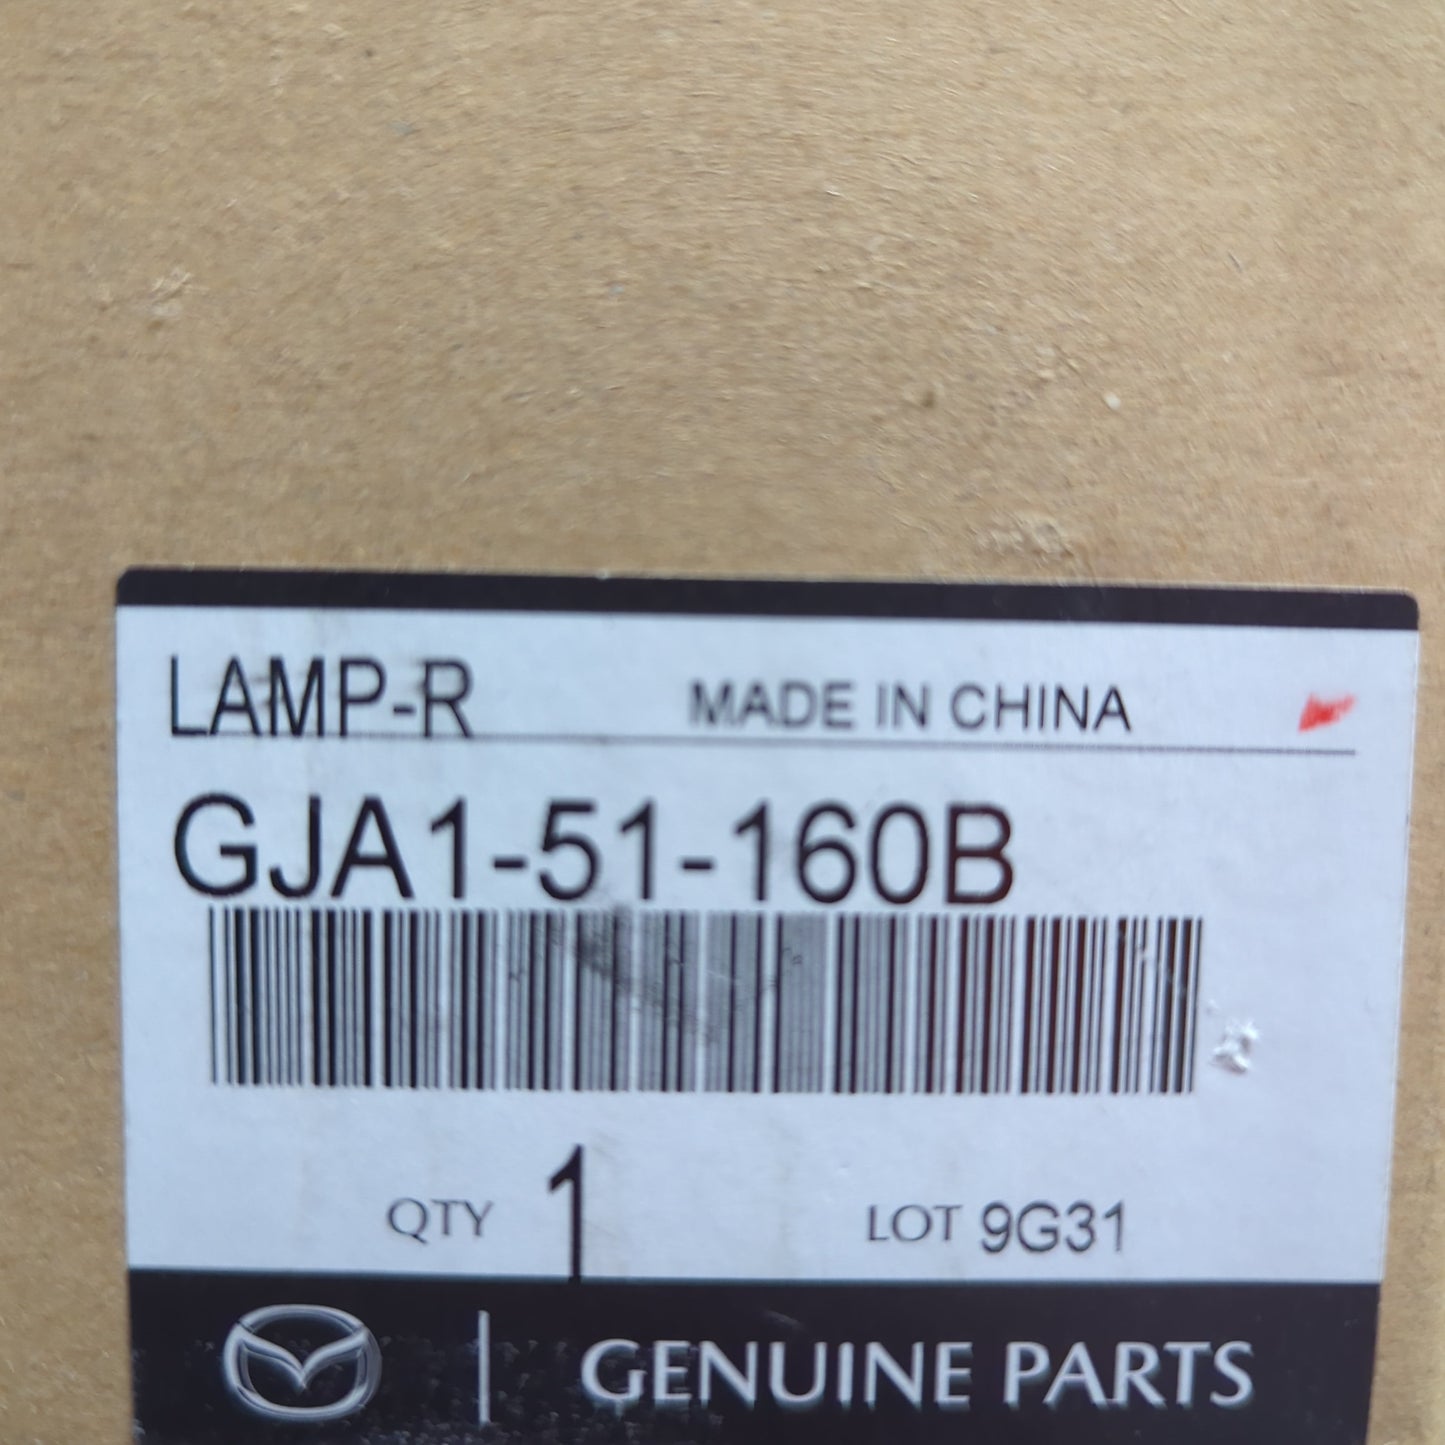 LAMP-R MADE IN CHINA
GJA1-51-160B
QTY 1 LOT 9G31
GENUINE PARTS